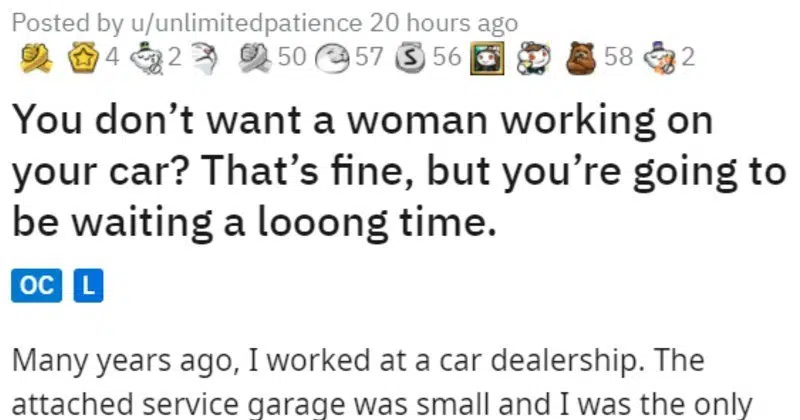 Posted by u/unlimitedpatience 20 hours ago
4 2 50 57 S 56 58 2
You don’t want a woman working on
your car? That’s fine, but you’re going to
be waiting a looong time.
OC L
Many years ago, I worked at a car dealership. The
attached service garage was small and I was the only